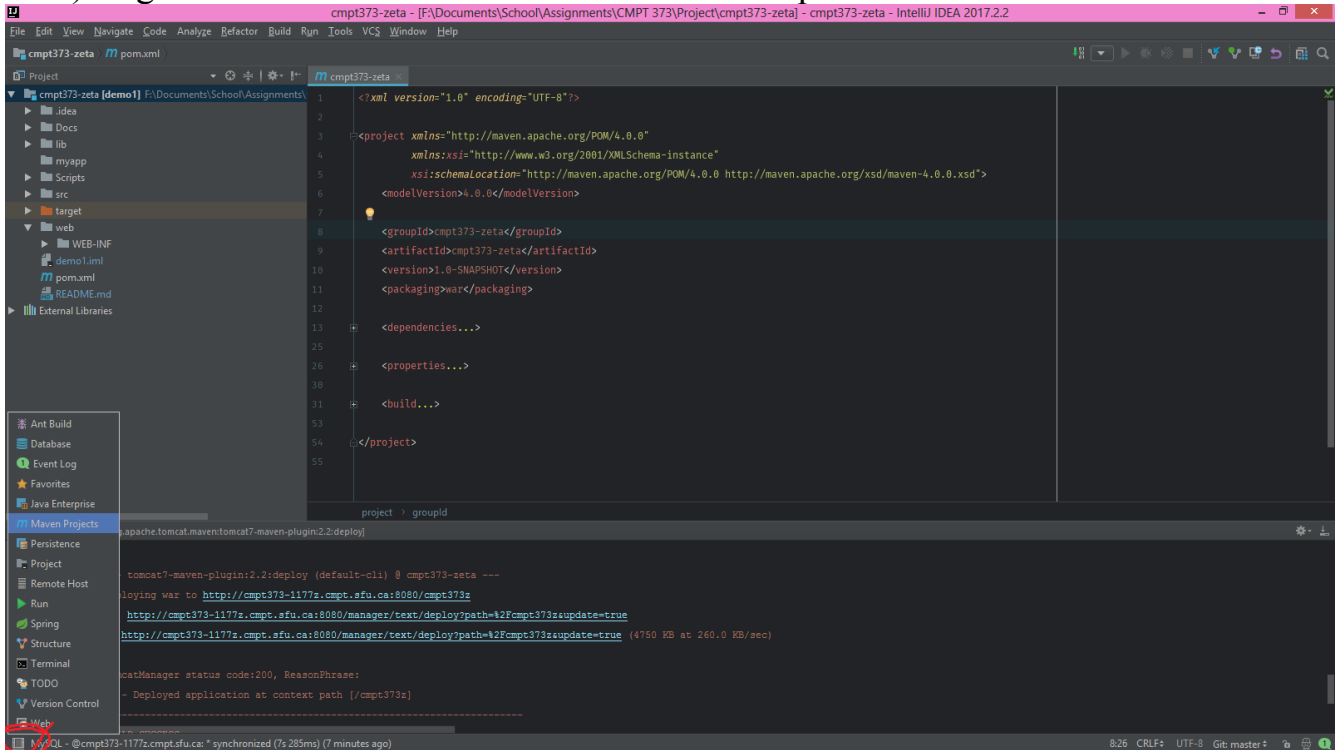 cmpt373-zeta - [F:\Documents\School\Assignments\CMPT 373\Project\cmpt373-zeta] - cmpt373-zeta - IntelliJ IDEA 2017.2.2
File Edit View Navigate Code Analyze Refactor Build Run Tools VCS Window Help
cmpt373-zeta pom.xml
Project
cmpt373-zeta
cmpt373-zeta [demo1] F:\Documents\School\Assignments\
.idea
Docs
lib
myapp
Scripts
src
target
web
WEB-INF
demo1.iml
pom.xml
README.md
External Libraries
1 <?xml version="1.0" encoding="UTF-8"?>
2
3 <project xmlns="http://maven.apache.org/POM/4.0.0"
4 xmlns:xsi="http://www.w3.org/2001/XMLSchema-instance"
5 xsi:schemaLocation="http://maven.apache.org/POM/4.0.0 http://maven.apache.org/xsd/maven-4.0.0.xsd">
6 <modelVersion>4.0.0</modelVersion>
7
8 <groupId>cmpt373-zeta</groupId>
9 <artifactId>cmpt373-zeta</artifactId>
10 <version>1.0-SNAPSHOT</version>
11 <packaging>war</packaging>
12
13 <dependencies...>
25
26 <properties...>
30
31 <build...>
53
54 </project>
55
project › groupId
Ant Build
Database
Event Log
Favorites
Java Enterprise
Maven Projects
Persistence
Project
Remote Host
Run
Spring
Structure
Terminal
TODO
Version Control
Web
.apache.tomcat.maven:tomcat7-maven-plugin:2.2:deploy]
tomcat7-maven-plugin:2.2:deploy (default-cli) @ cmpt373-zeta ---
loying war to http://cmpt373-1177z.cmpt.sfu.ca:8080/cmpt373z
http://cmpt373-1177z.cmpt.sfu.ca:8080/manager/text/deploy?path=%2Fcmpt373z&update=true
http://cmpt373-1177z.cmpt.sfu.ca:8080/manager/text/deploy?path=%2Fcmpt373z&update=true (4750 KB at 260.0 KB/sec)
catManager status code:200, ReasonPhrase:
- Deployed application at context path [/cmpt373z]
MySQL - @cmpt373-1177z.cmpt.sfu.ca: * synchronized (7s 285ms) (7 minutes ago)
8:26 CRLF UTF-8 Git: master 1